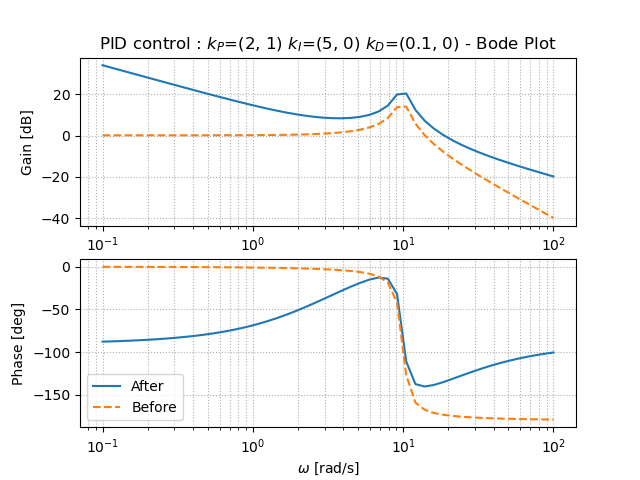 PID control : k_P=(2, 1) k_I=(5, 0) k_D=(0.1, 0) - Bode Plot
Gain [dB]
20
0
−20
−40
10^−1 10^0 10^1 10^2
Phase [deg]
0
−50
−100
−150
After
Before
10^−1 10^0 10^1 10^2
ω [rad/s]